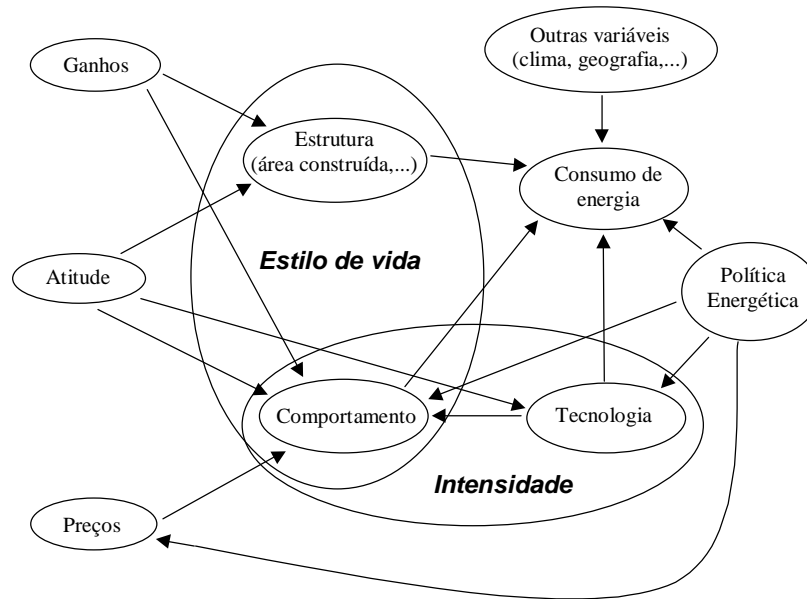 Outras variáveis
(clima, geografia,...)
Ganhos
Estrutura
(área construída,...)
Consumo de
energia
Estilo de vida
Atitude
Política
Energética
Comportamento
Tecnologia
Intensidade
Preços